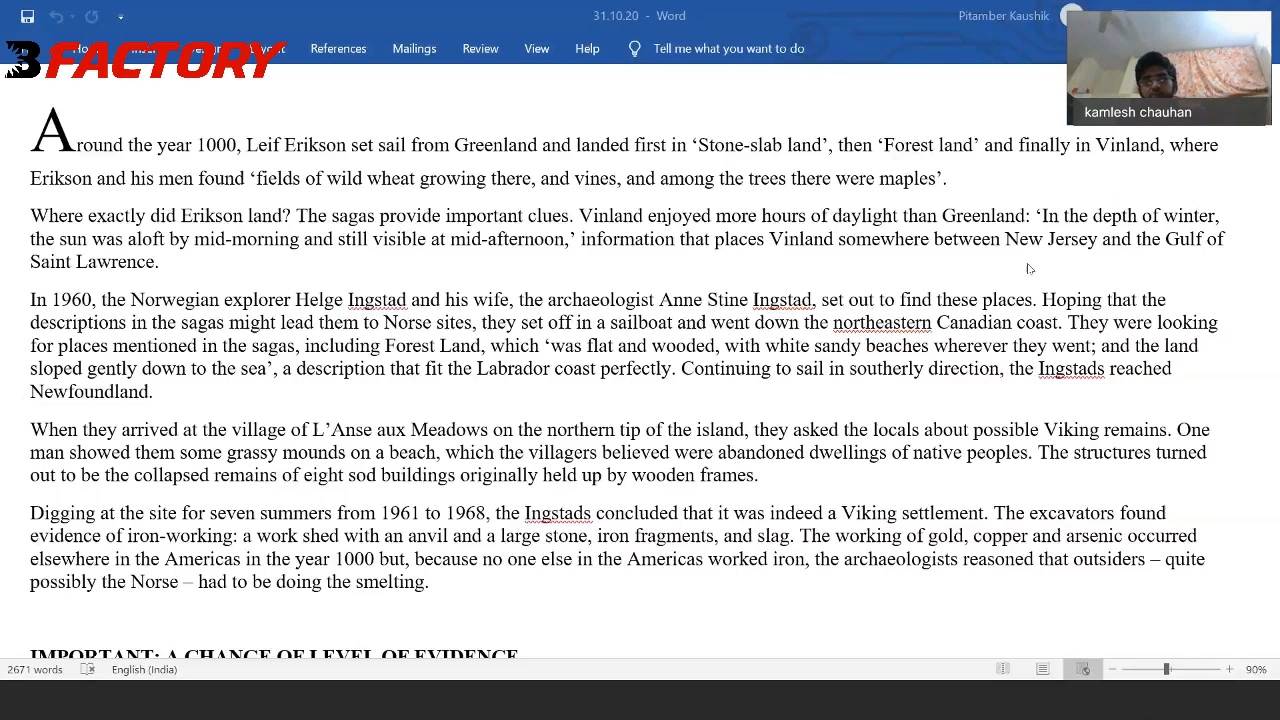 31.10.20 - Word
Pitamber Kaushik
References
Mailings
Review
View
Help
Tell me what you want to do
FACTORY
kamlesh chauhan
Around the year 1000, Leif Erikson set sail from Greenland and landed first in ‘Stone-slab land’, then ‘Forest land’ and finally in Vinland, where
Erikson and his men found ‘fields of wild wheat growing there, and vines, and among the trees there were maples’.
Where exactly did Erikson land? The sagas provide important clues. Vinland enjoyed more hours of daylight than Greenland: ‘In the depth of winter,
the sun was aloft by mid-morning and still visible at mid-afternoon,’ information that places Vinland somewhere between New Jersey and the Gulf of
Saint Lawrence.
In 1960, the Norwegian explorer Helge Ingstad and his wife, the archaeologist Anne Stine Ingstad, set out to find these places. Hoping that the
descriptions in the sagas might lead them to Norse sites, they set off in a sailboat and went down the northeastern Canadian coast. They were looking
for places mentioned in the sagas, including Forest Land, which ‘was flat and wooded, with white sandy beaches wherever they went; and the land
sloped gently down to the sea’, a description that fit the Labrador coast perfectly. Continuing to sail in southerly direction, the Ingstads reached
Newfoundland.
When they arrived at the village of L’Anse aux Meadows on the northern tip of the island, they asked the locals about possible Viking remains. One
man showed them some grassy mounds on a beach, which the villagers believed were abandoned dwellings of native peoples. The structures turned
out to be the collapsed remains of eight sod buildings originally held up by wooden frames.
Digging at the site for seven summers from 1961 to 1968, the Ingstads concluded that it was indeed a Viking settlement. The excavators found
evidence of iron-working: a work shed with an anvil and a large stone, iron fragments, and slag. The working of gold, copper and arsenic occurred
elsewhere in the Americas in the year 1000 but, because no one else in the Americas worked iron, the archaeologists reasoned that outsiders – quite
possibly the Norse – had to be doing the smelting.
IMPORTANT: A CHANGE OF LEVEL OF EVIDENCE
2671 words
English (India)
90%